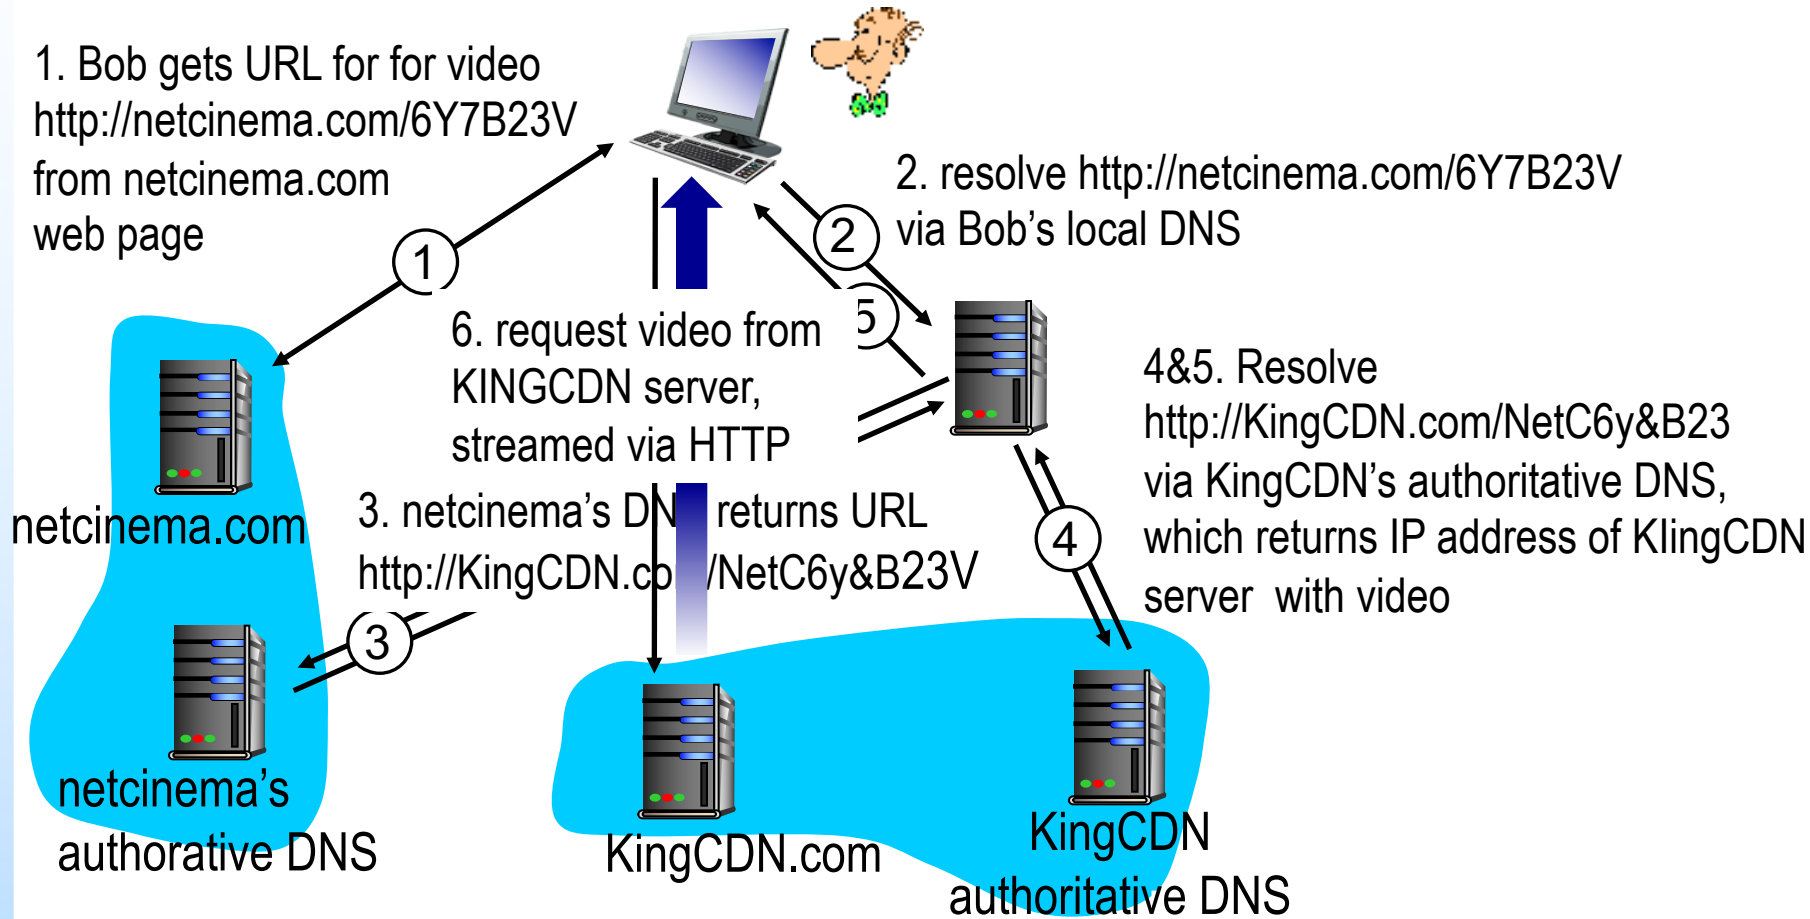 1. Bob gets URL for for video
http://netcinema.com/6Y7B23V
from netcinema.com
web page
2. resolve http://netcinema.com/6Y7B23V
via Bob's local DNS
1
2
5
6. request video from
KINGCDN server,
streamed via HTTP
4&5. Resolve
http://KingCDN.com/NetC6y&B23
via KingCDN's authoritative DNS,
which returns IP address of KIingCDN
server with video
netcinema.com
3. netcinema's DN returns URL
http://KingCDN.co /NetC6y&B23V
4
3
netcinema's
authorative DNS
KingCDN.com
KingCDN
authoritative DNS